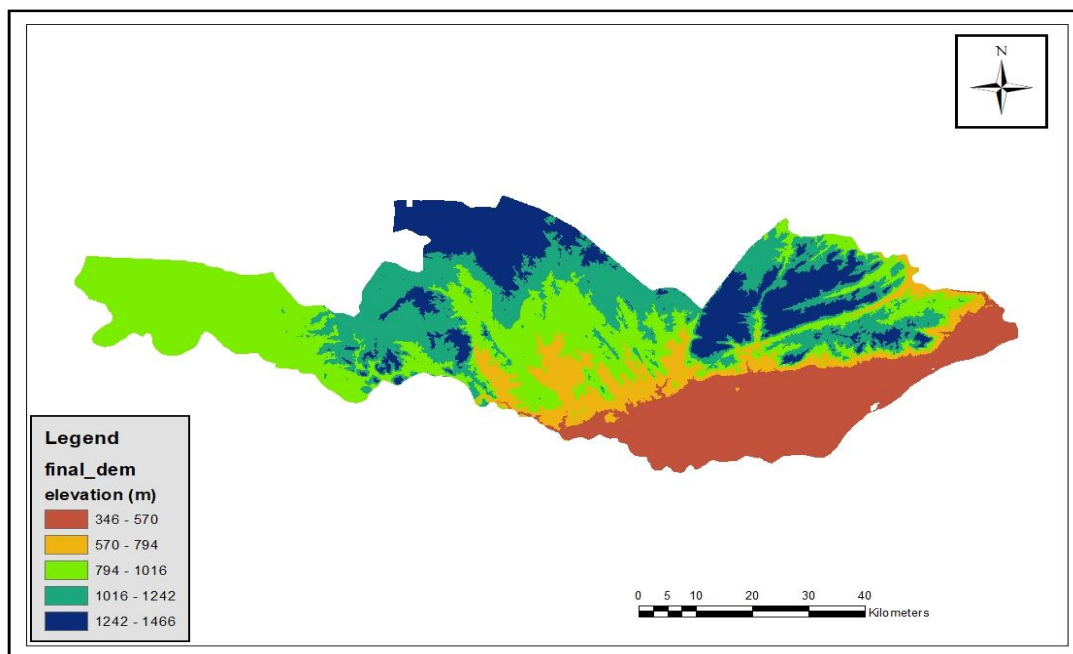 N
Legend
final_dem
elevation (m)
346 - 570
570 - 794
794 - 1016
1016 - 1242
1242 - 1466
0 5 10 20 30 40
Kilometers